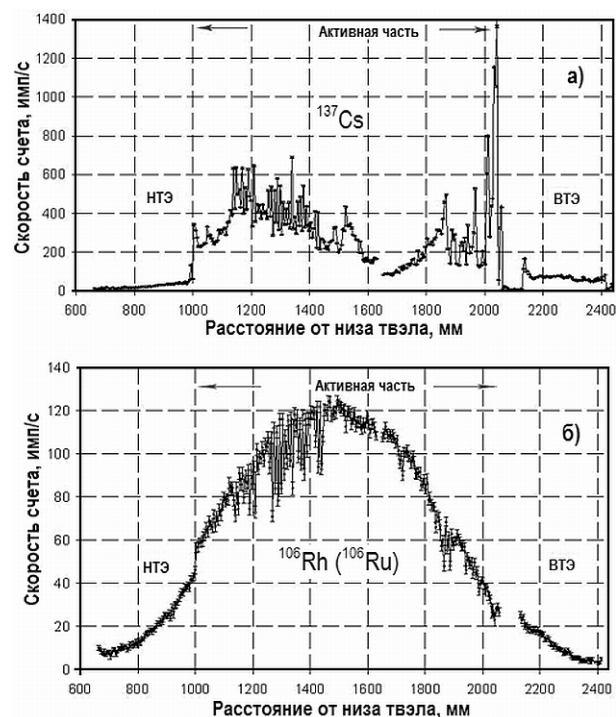 1400
Активная часть
1200
а)
1000
137Cs
800
600
НТЭ
ВТЭ
400
200
0
600 800 1000 1200 1400 1600 1800 2000 2200 2400
Скорость счета, имп/с
Расстояние от низа твэла, мм
140
Активная часть
120
б)
100
80
106Rh (106Ru)
60
НТЭ
ВТЭ
40
20
0
600 800 1000 1200 1400 1600 1800 2000 2200 2400
Скорость счета, имп/с
Расстояние от низа твэла, мм